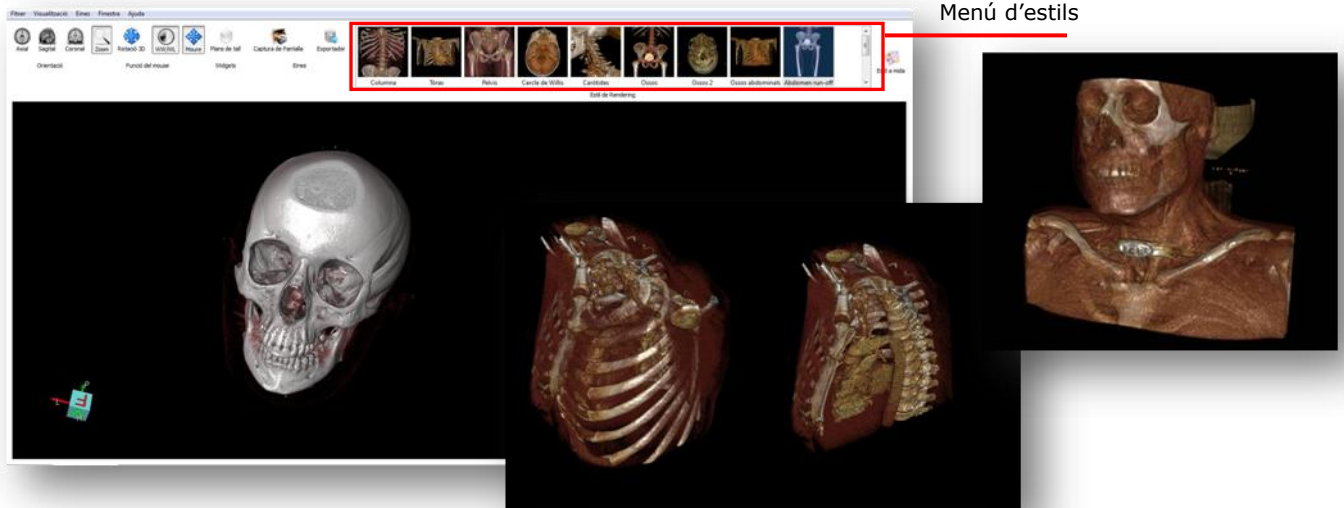 Menú d'estils
Fitxer Visualització Eines Finestra Ajuda
Axial Sagital Coronal Zoom Rotació 3D WW/WL Moure Plans de tall Captura de Pantalla Exportador
Orientació Funció del mouse Widgets Eines
Columna Tòrax Pelvis Cercle de Willis Caròtides Ossos Ossos 2 Ossos abdominals Abdomen run-off
Estil a mida
Estil de Rendering
F